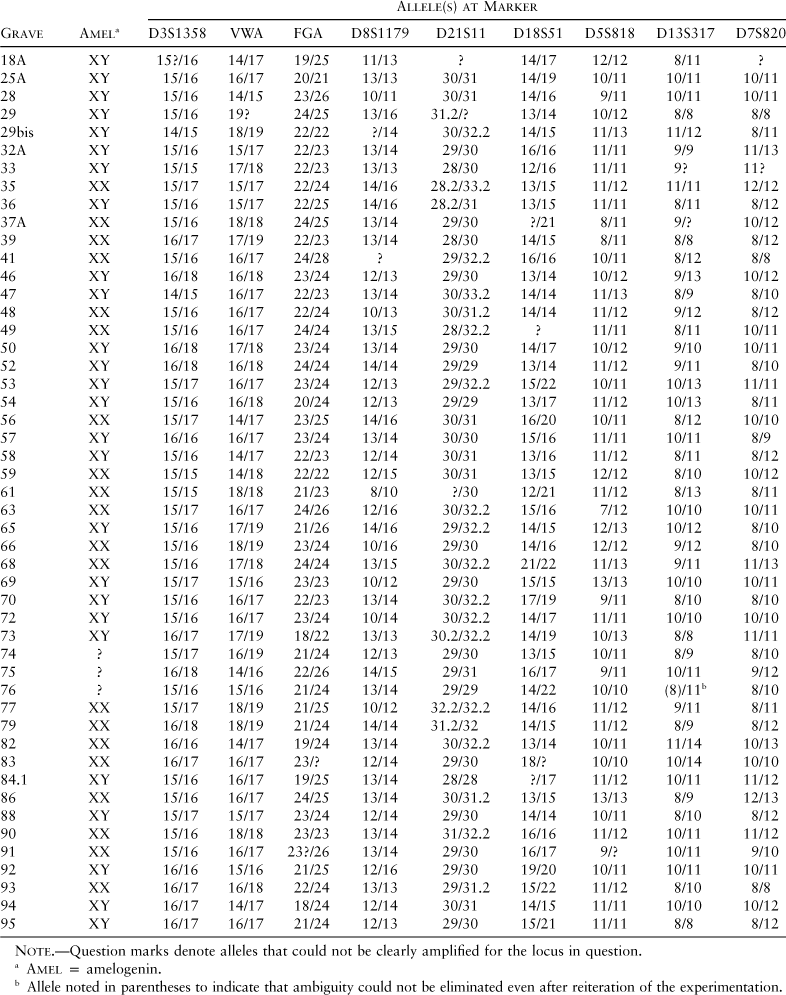 ALLELE(S) AT MARKER
GRAVE AMELᵃ D3S1358 VWA FGA D8S1179 D21S11 D18S51 D5S818 D13S317 D7S820
18A XY 15?/16 14/17 19/25 11/13 ? 14/17 12/12 8/11 ?
25A XY 15/16 16/17 20/21 13/13 30/31 14/19 10/11 10/11 10/11
28 XY 15/16 14/15 23/26 10/11 30/31 14/16 9/11 10/11 10/11
29 XY 15/16 19? 24/25 13/16 31.2/? 13/14 10/12 8/8 8/8
29bis XY 14/15 18/19 22/22 ?/14 30/32.2 14/15 11/13 11/12 8/11
32A XY 15/16 15/17 22/23 13/14 29/30 16/16 11/11 9/9 11/13
33 XY 15/15 17/18 22/23 13/13 28/30 12/16 11/11 9? 11?
35 XX 15/17 15/17 22/24 14/16 28.2/33.2 13/15 11/12 11/11 12/12
36 XY 15/16 15/17 22/25 14/16 28.2/31 13/15 11/11 8/11 8/12
37A XX 15/16 18/18 24/25 13/14 29/30 ?/21 8/11 9/? 10/12
39 XX 16/17 17/19 22/23 13/14 28/30 14/15 8/11 8/8 8/12
41 XX 15/16 16/17 24/28 ? 29/32.2 16/16 10/11 8/12 8/8
46 XY 16/18 16/18 23/24 12/13 29/30 13/14 10/12 9/13 10/12
47 XY 14/15 16/17 22/23 13/14 30/33.2 14/14 11/13 8/9 8/10
48 XX 15/16 16/17 22/24 10/13 30/31.2 14/14 11/12 9/12 8/12
49 XX 15/16 16/17 24/24 13/15 28/32.2 ? 11/11 8/11 10/11
50 XY 16/18 17/18 23/24 13/14 29/30 14/17 10/12 9/10 10/11
52 XY 16/18 16/18 24/24 14/14 29/29 13/14 11/12 9/11 8/10
53 XY 15/17 16/17 23/24 12/13 29/32.2 15/22 10/11 10/13 11/11
54 XY 15/16 16/18 20/24 12/13 29/29 13/17 11/12 10/13 8/11
56 XX 15/17 14/17 23/25 14/16 30/31 16/20 10/11 8/12 10/10
57 XY 16/16 16/17 23/24 13/14 30/30 15/16 11/11 10/11 8/9
58 XY 15/16 14/17 22/23 12/14 30/31 13/16 11/11 8/11 8/12
59 XX 15/15 14/18 22/22 12/15 30/31 13/15 12/12 8/10 10/12
61 XX 15/15 18/18 21/23 8/10 ?/30 12/21 11/12 8/13 8/11
63 XX 15/17 16/17 24/26 12/16 30/32.2 15/16 7/12 10/10 10/11
65 XY 15/16 17/19 21/26 14/16 29/32.2 14/15 12/13 10/12 8/10
66 XX 15/16 18/19 23/24 10/16 29/30 14/16 12/12 9/12 8/10
68 XX 15/16 17/18 24/24 13/15 30/32.2 21/22 11/13 9/11 11/13
69 XY 15/17 15/16 23/23 10/12 29/30 15/15 13/13 10/10 10/11
70 XY 15/16 16/17 22/23 13/14 30/32.2 17/19 9/11 8/10 8/10
72 XY 15/16 16/17 23/24 10/14 30/32.2 14/17 11/11 10/10 10/10
73 XY 16/17 17/19 18/22 13/13 30.2/32.2 14/19 10/13 8/8 11/11
74 ? 15/17 16/19 21/24 12/13 29/30 13/15 10/11 8/9 8/10
75 ? 16/18 14/16 22/26 14/15 29/31 16/17 9/11 10/11 9/12
76 ? 15/16 15/16 21/24 13/14 29/29 14/22 10/10 (8)/11ᵇ 8/10
77 XX 15/17 18/19 21/25 10/12 32.2/32.2 14/16 11/12 9/11 8/11
79 XX 16/18 18/19 21/24 14/14 31.2/32 14/15 11/12 8/9 8/12
82 XX 16/16 14/17 19/24 13/14 30/32.2 13/14 10/11 11/14 10/13
83 XX 16/17 16/17 23/? 12/14 29/30 18/? 10/10 10/14 10/10
84.1 XY 15/16 16/17 19/25 13/14 28/28 ?/17 11/12 10/11 11/12
86 XX 15/16 16/17 24/25 13/14 30/31.2 13/15 13/13 8/9 12/13
88 XY 15/17 15/17 23/24 12/14 29/30 14/14 10/11 8/10 8/12
90 XX 15/16 18/18 23/23 13/14 31/32.2 16/16 11/12 10/11 11/12
91 XX 15/16 16/17 23?/26 13/14 29/30 16/17 9/? 10/11 9/10
92 XY 16/16 15/16 21/25 12/16 29/30 19/20 10/11 10/11 10/11
93 XX 16/17 16/18 22/24 13/13 29/31.2 15/22 11/12 8/10 8/8
94 XY 16/17 14/17 18/24 12/14 30/31 14/15 11/11 10/10 10/12
95 XY 16/17 16/17 21/24 12/13 29/30 15/21 11/11 8/8 8/12
NOTE.—Question marks denote alleles that could not be clearly amplified for the locus in question.
ᵃ AMEL = amelogenin.
ᵇ Allele noted in parentheses to indicate that ambiguity could not be eliminated even after reiteration of the experimentation.